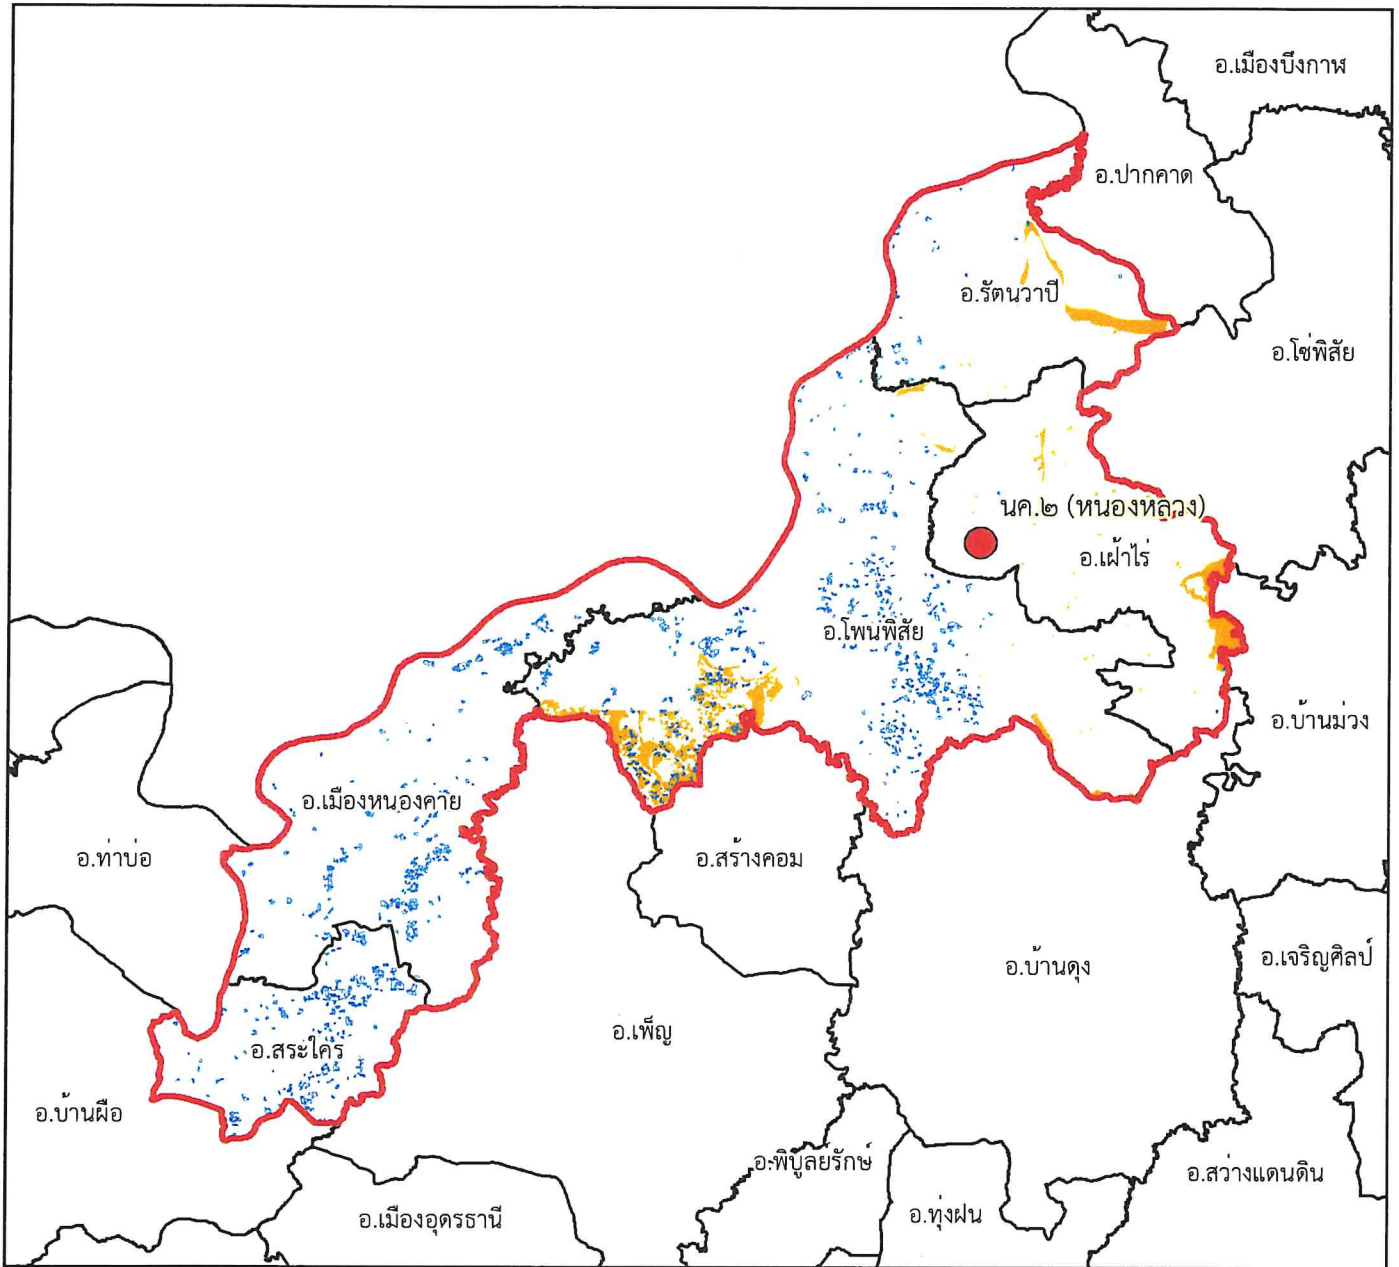 อ.เมืองบึงกาฬ
อ.ปากคาด
อ.รัตนวาปี
อ.โซ่พิสัย
นค.๒ (หนองหลวง)
อ.เฝ้าไร่
อ.โพนพิสัย
อ.บ้านม่วง
อ.เมืองหนองคาย
อ.ท่าบ่อ
อ.สร้างคอม
อ.บ้านดุง
อ.เจริญศิลป์
อ.เพ็ญ
อ.สระใคร
อ.บ้านผือ
อ.พิบูลย์รักษ์
อ.สว่างแดนดิน
อ.ทุ่งฝน
อ.เมืองอุดรธานี